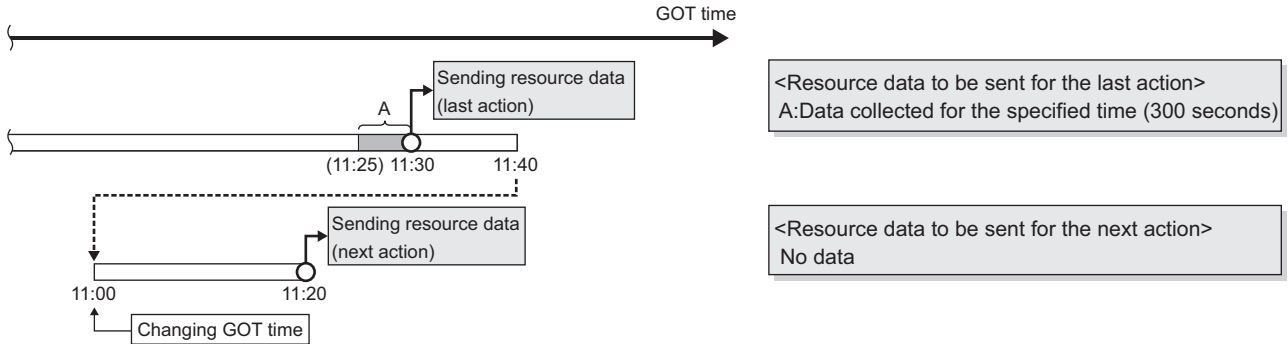 GOT time
Sending resource data
(last action)
A
(11:25) 11:30 11:40
<Resource data to be sent for the last action>
A:Data collected for the specified time (300 seconds)
Sending resource data
(next action)
11:00 11:20
Changing GOT time
<Resource data to be sent for the next action>
No data